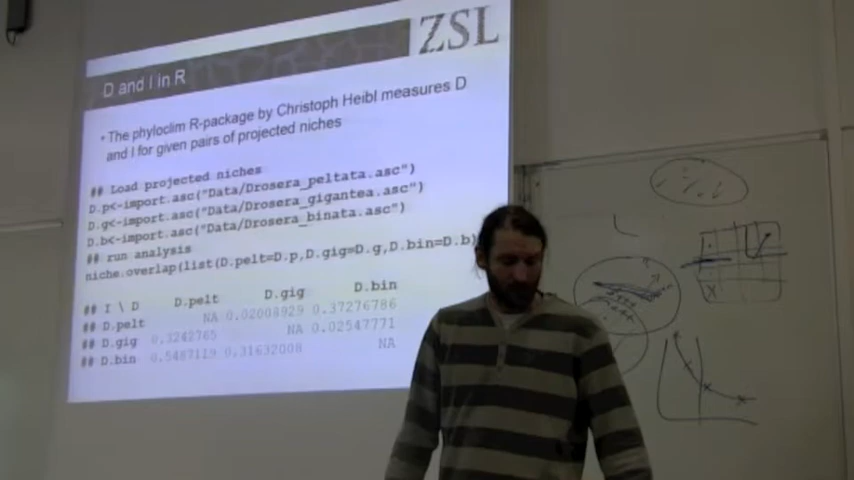 ZSL
D and I in R
• The phyloclim R-package by Christoph Heibl measures D
and I for given pairs of projected niches
## Load projected niches
D.p<-import.asc("Data/Drosera_peltata.asc")
D.g<-import.asc("Data/Drosera_gigantea.asc")
D.b<-import.asc("Data/Drosera_binata.asc")
## run analysis
niche.overlap(list(D.pelt=D.p,D.gig=D.g,D.bin=D.b)
## I \ D D.pelt D.gig D.bin
## D.pelt NA 0.02008929 0.37276786
## D.gig 0.3242765 NA 0.02547771
## D.bin 0.5487119 0.31632008 NA